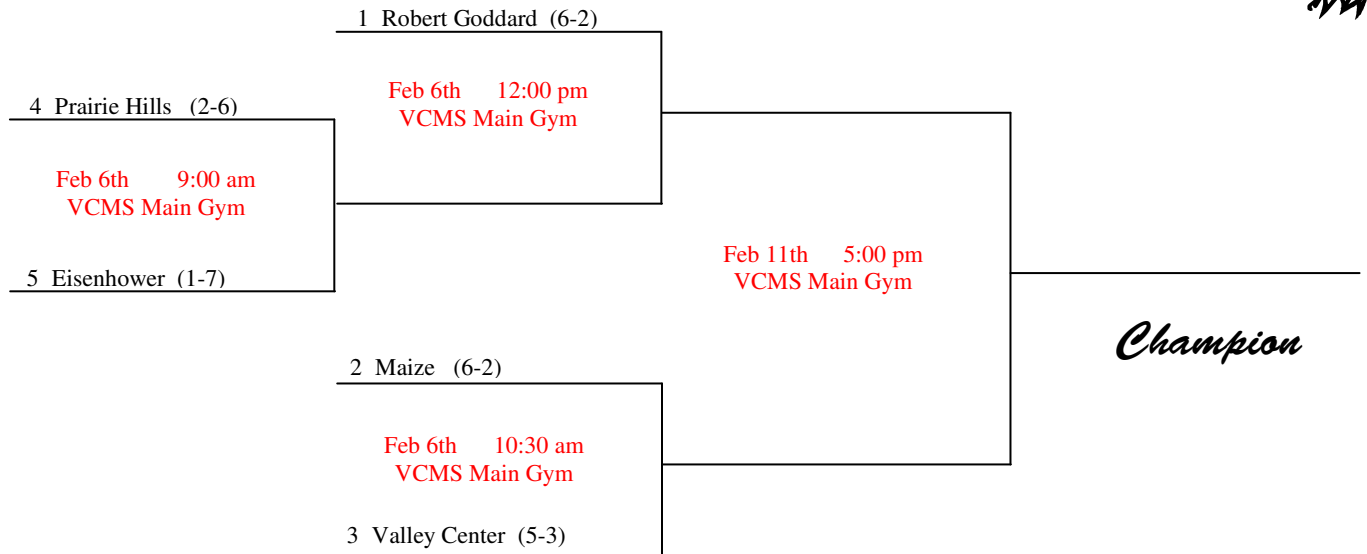 1 Robert Goddard (6-2)
Feb 6th 12:00 pm
VCMS Main Gym
4 Prairie Hills (2-6)
Feb 6th 9:00 am
VCMS Main Gym
5 Eisenhower (1-7)
Feb 11th 5:00 pm
VCMS Main Gym
Champion
2 Maize (6-2)
Feb 6th 10:30 am
VCMS Main Gym
3 Valley Center (5-3)